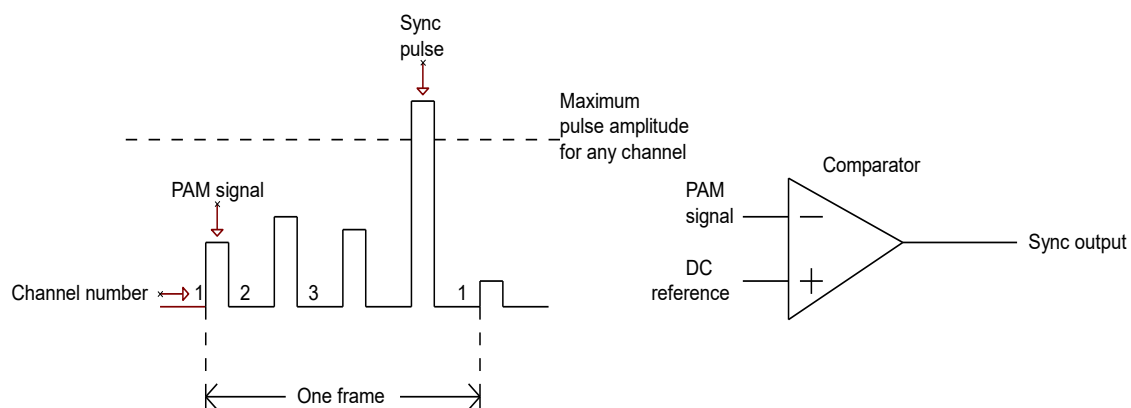 Sync
pulse
Maximum
pulse amplitude
for any channel
Comparator
PAM signal
PAM
signal
Sync output
DC
reference
Channel number
1
2
3
1
One frame